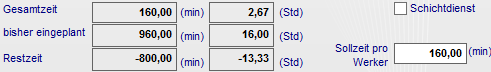 Gesamtzeit 160,00 (min) 2,67 (Std) Schichtdienst
bisher eingeplant 960,00 (min) 16,00 (Std)
Restzeit -800,00 (min) -13,33 (Std) Sollzeit pro Werker 160,00 (min)